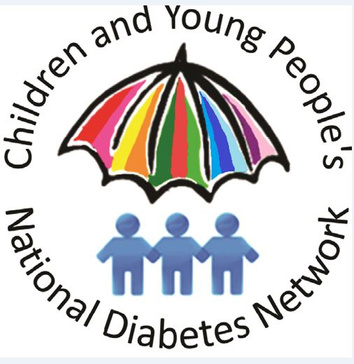 Children and Young People's
National Diabetes Network